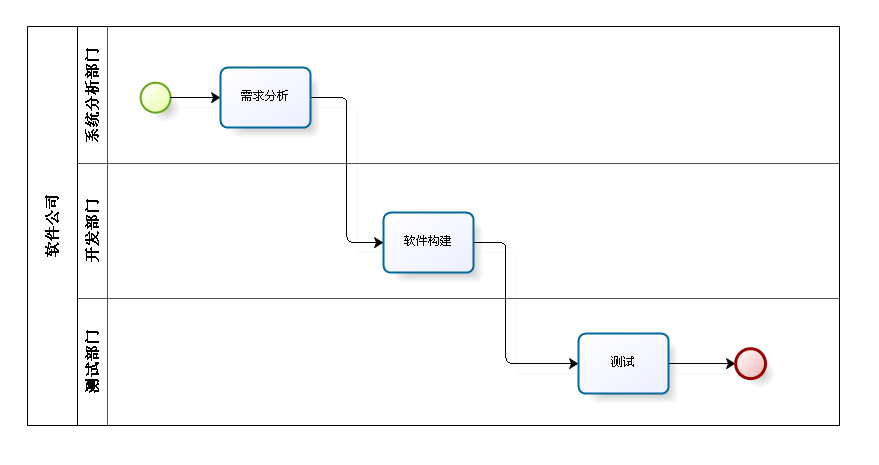 软件公司
系统分析部门
需求分析
开发部门
软件构建
测试部门
测试